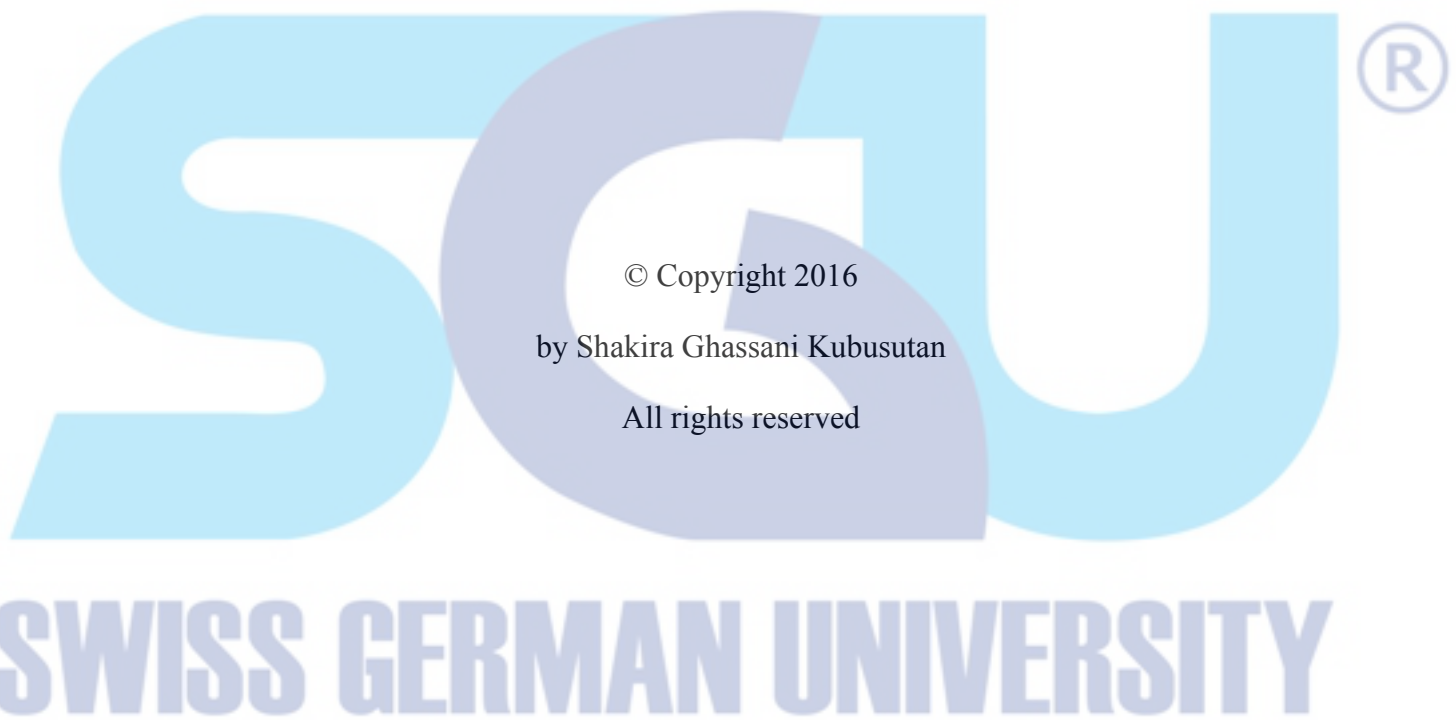 SGU ®
© Copyright 2016
by Shakira Ghassani Kubusutan
All rights reserved
SWISS GERMAN UNIVERSITY